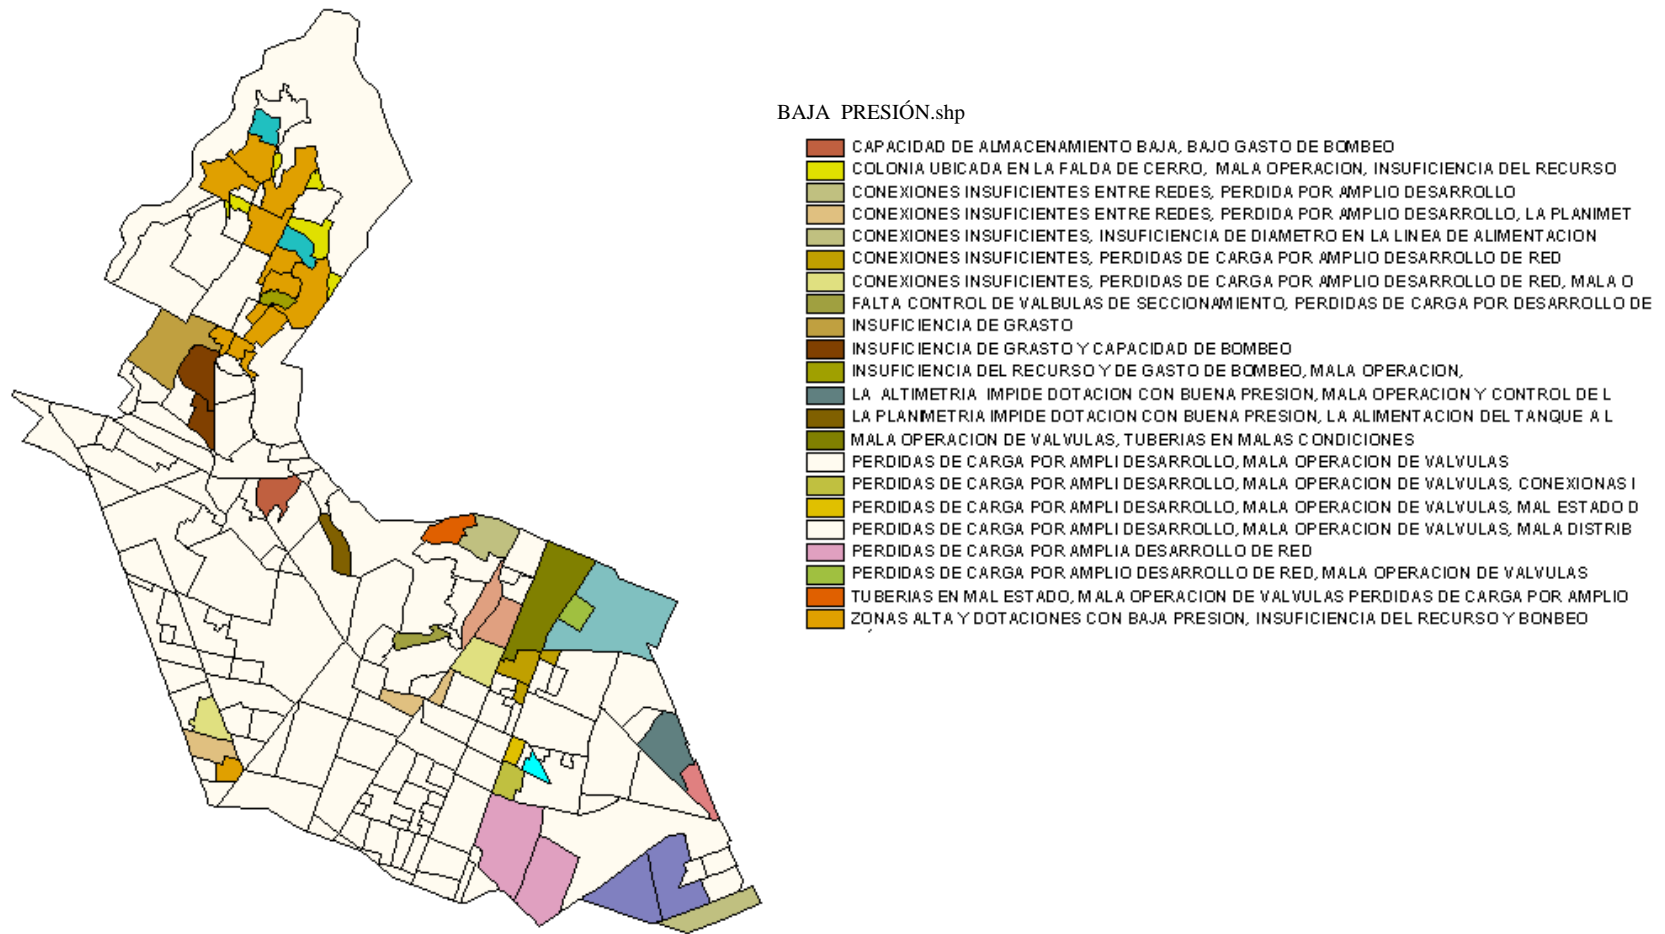 BAJA PRESIÓN.shp
CAPACIDAD DE ALMACENAMIENTO BAJA, BAJO GASTO DE BOMBEO
COLONIA UBICADA EN LA FALDA DE CERRO, MALA OPERACION, INSUFICIENCIA DEL RECURSO
CONEXIONES INSUFICIENTES ENTRE REDES, PERDIDA POR AMPLIO DESARROLLO
CONEXIONES INSUFICIENTES ENTRE REDES, PERDIDA POR AMPLIO DESARROLLO, LA PLANIMET
CONEXIONES INSUFICIENTES, INSUFICIENCIA DE DIAMETRO EN LA LINEA DE ALIMENTACION
CONEXIONES INSUFICIENTES, PERDIDAS DE CARGA POR AMPLIO DESARROLLO DE RED
CONEXIONES INSUFICIENTES, PERDIDAS DE CARGA POR AMPLIO DESARROLLO DE RED, MALA O
FALTA CONTROL DE VALBULAS DE SECCIONAMIENTO, PERDIDAS DE CARGA POR DESARROLLO DE
INSUFICIENCIA DE GRASTO
INSUFICIENCIA DE GRASTO Y CAPACIDAD DE BOMBEO
INSUFICIENCIA DEL RECURSO Y DE GASTO DE BOMBEO, MALA OPERACION,
LA ALTIMETRIA IMPIDE DOTACION CON BUENA PRESION, MALA OPERACION Y CONTROL DE L
LA PLANIMETRIA IMPIDE DOTACION CON BUENA PRESION, LA ALIMENTACION DEL TANQUE A L
MALA OPERACION DE VALVULAS, TUBERIAS EN MALAS CONDICIONES
PERDIDAS DE CARGA POR AMPLI DESARROLLO, MALA OPERACION DE VALVULAS
PERDIDAS DE CARGA POR AMPLI DESARROLLO, MALA OPERACION DE VALVULAS, CONEXIONAS I
PERDIDAS DE CARGA POR AMPLI DESARROLLO, MALA OPERACION DE VALVULAS, MAL ESTADO D
PERDIDAS DE CARGA POR AMPLI DESARROLLO, MALA OPERACION DE VALVULAS, MALA DISTRIB
PERDIDAS DE CARGA POR AMPLIA DESARROLLO DE RED
PERDIDAS DE CARGA POR AMPLIO DESARROLLO DE RED, MALA OPERACION DE VALVULAS
TUBERIAS EN MAL ESTADO, MALA OPERACION DE VALVULAS PERDIDAS DE CARGA POR AMPLIO
ZONAS ALTA Y DOTACIONES CON BAJA PRESION, INSUFICIENCIA DEL RECURSO Y BONBEO